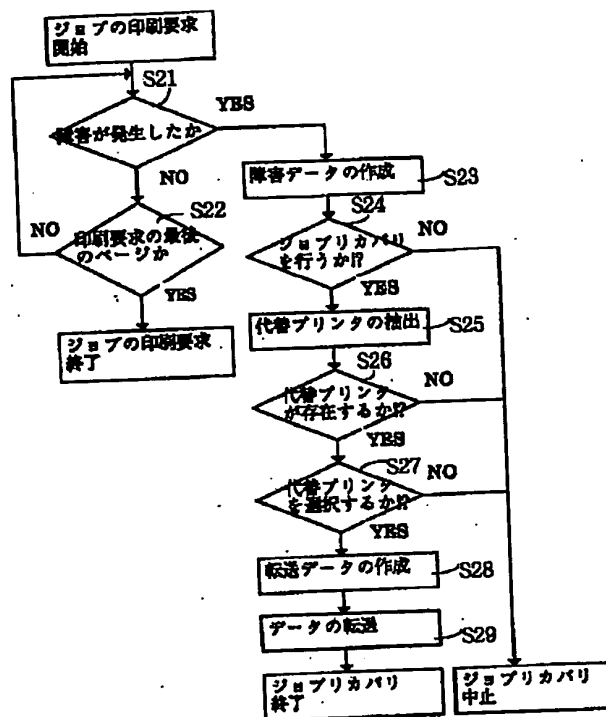 ジョブの印刷要求
開始
S21
YES
障害が発生したか
NO
S22
NO
印刷要求の最後
のページか
YES
ジョブの印刷要求
終了
障害データの作成
S23
S24
ジョブリカバリ
を行うか!?
NO
YES
代替プリンタの抽出
S25
S26
代替プリンタ
が存在するか!?
NO
YES
S27
代替プリンタ
を選択するか!?
NO
YES
転送データの作成
S28
データの転送
S29
ジョブリカバリ
終了
ジョブリカバリ
中止